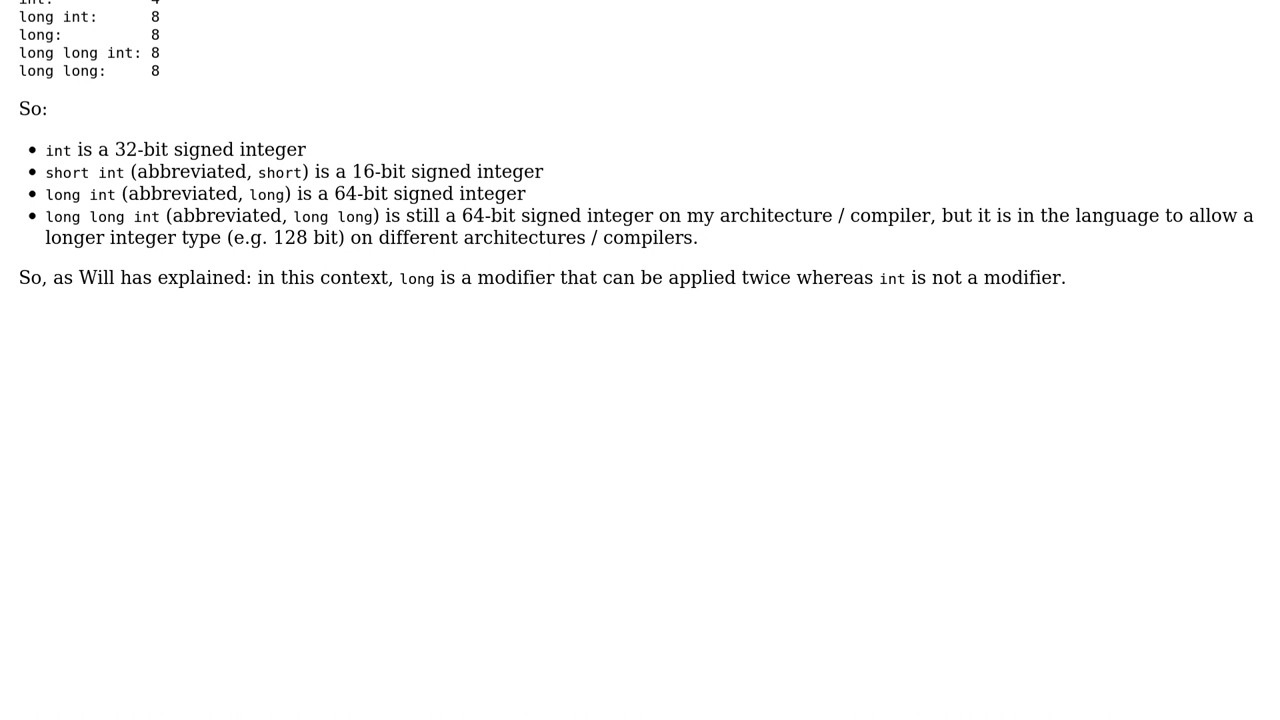 int:           4
long int:      8
long:          8
long long int: 8
long long:     8
So:
• int is a 32-bit signed integer
• short int (abbreviated, short) is a 16-bit signed integer
• long int (abbreviated, long) is a 64-bit signed integer
• long long int (abbreviated, long long) is still a 64-bit signed integer on my architecture / compiler, but it is in the language to allow a
longer integer type (e.g. 128 bit) on different architectures / compilers.
So, as Will has explained: in this context, long is a modifier that can be applied twice whereas int is not a modifier.